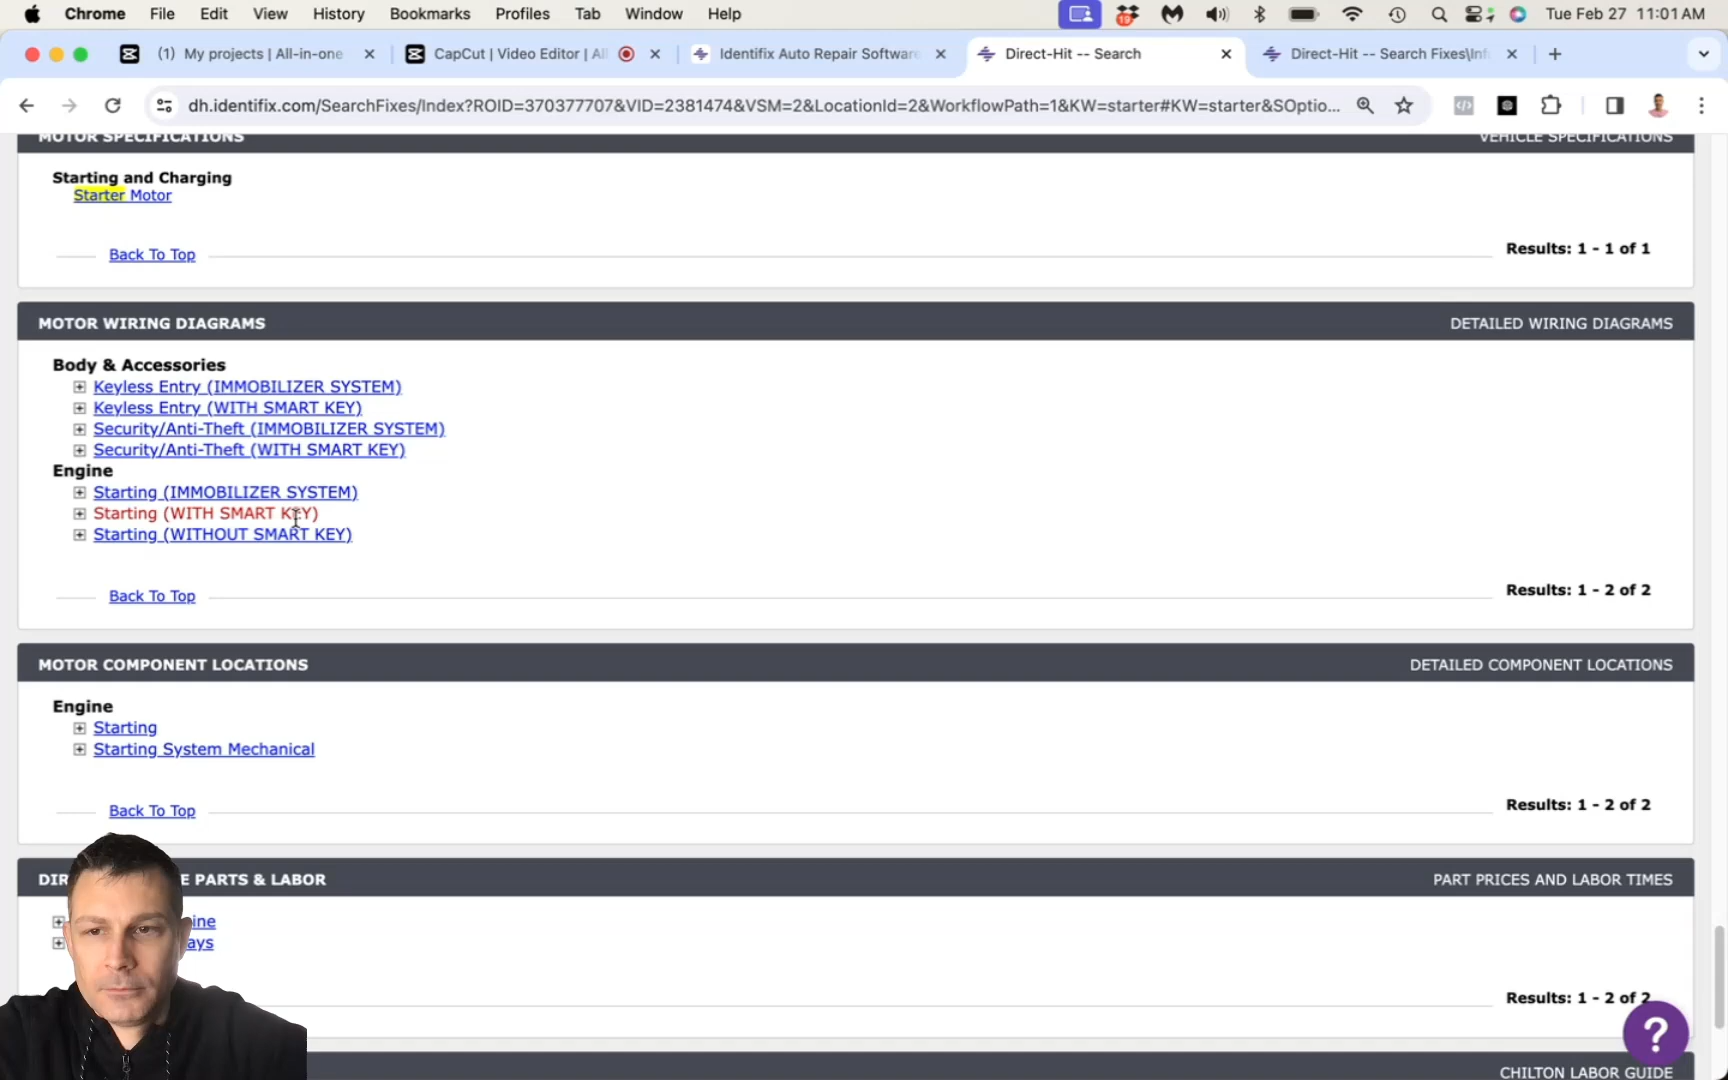 Chrome File Edit View History Bookmarks Profiles Tab Window Help 19 Tue Feb 27 11:01 AM
(1) My projects | All-in-one CapCut | Video Editor | All Identifix Auto Repair Software Direct-Hit -- Search Direct-Hit -- Search Fixes\Inf
dh.identifix.com/SearchFixes/Index?ROID=370377707&VID=2381474&VSM=2&LocationId=2&WorkflowPath=1&KW=starter#KW=starter&SOptio...
MOTOR SPECIFICATIONS VEHICLE SPECIFICATIONS
Starting and Charging
Starter Motor
Back To Top Results: 1 - 1 of 1
MOTOR WIRING DIAGRAMS DETAILED WIRING DIAGRAMS
Body & Accessories
Keyless Entry (IMMOBILIZER SYSTEM)
Keyless Entry (WITH SMART KEY)
Security/Anti-Theft (IMMOBILIZER SYSTEM)
Security/Anti-Theft (WITH SMART KEY)
Engine
Starting (IMMOBILIZER SYSTEM)
Starting (WITH SMART KEY)
Starting (WITHOUT SMART KEY)
Back To Top Results: 1 - 2 of 2
MOTOR COMPONENT LOCATIONS DETAILED COMPONENT LOCATIONS
Engine
Starting
Starting System Mechanical
Back To Top Results: 1 - 2 of 2
PARTS & LABOR PART PRICES AND LABOR TIMES
Results: 1 - 2 of 2
?
CHILTON LABOR GUIDE